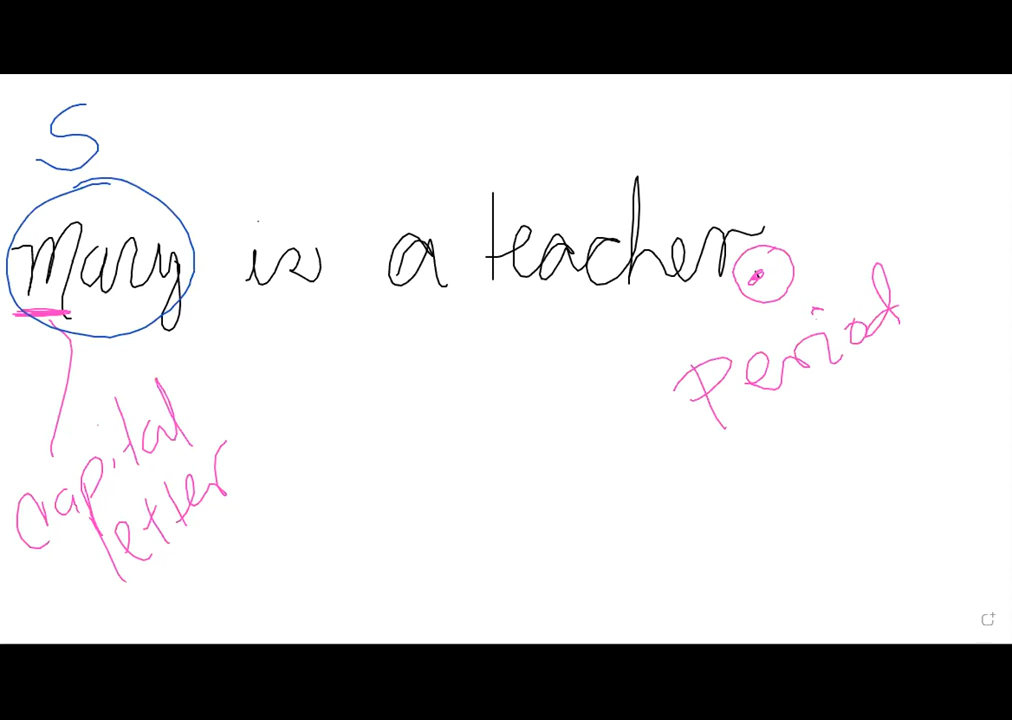 S
Mary is a teacher.
Period
capital
letter